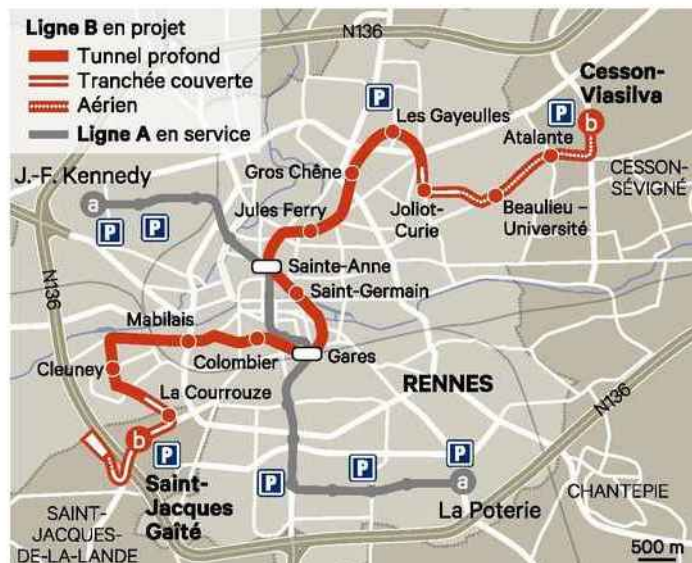 Ligne B en projet
Tunnel profond
Tranchée couverte
Aérien
Ligne A en service
N136
P
Les Gayeulles
Cesson-
Viasilva
P
b
Atalante
CESSON-
SÉVIGNÉ
J.-F. Kennedy
a
P
P
Gros Chêne
Jules Ferry
Joliot-
Curie
Beaulieu –
Université
Sainte-Anne
Saint-Germain
N136
Mabilais
Cleuney
Colombier
Gares
La Courrouze
RENNES
N136
b
P
Saint-
Jacques
Gaîté
P
P
P
a
La Poterie
CHANTEPIE
SAINT-
JACQUES-
DE-LA-LANDE
500 m